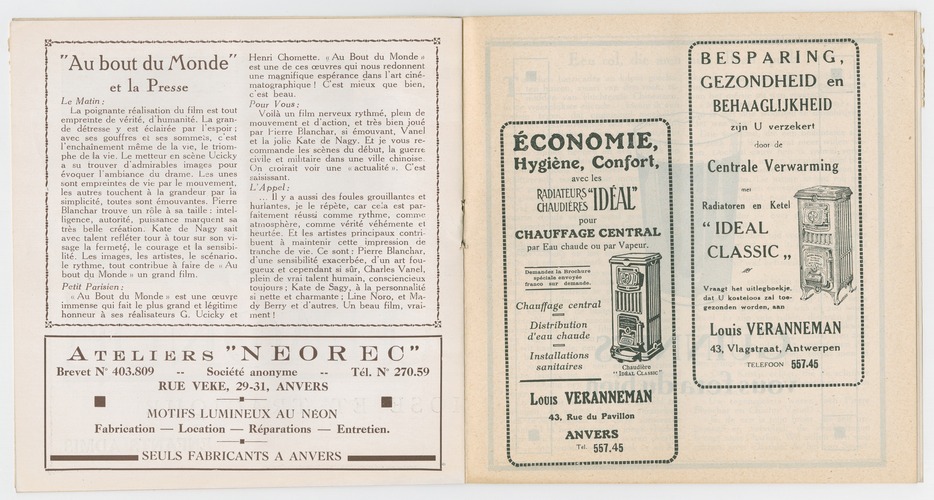 "Au bout du Monde"
et la Presse
Le Matin :
La poignante réalisation du film est tout
empreinte de vérité, d'humanité. La gran-
de détresse y est éclairée par l'espoir ;
avec ses gouffres et ses sommets, c'est
l'enchaînement même de la vie, le triom-
phe de la vie. Le metteur en scène Ucicky
a su trouver d'admirables images pour
évoquer l'ambiance du drame. Les unes
sont empreintes de vie par le mouvement,
les autres touchent à la grandeur par la
simplicité, toutes sont émouvantes. Pierre
Blanchar trouve un rôle à sa taille : intel-
ligence, autorité, puissance marquent sa
très belle création. Kate de Nagy sait
avec talent refléter tour à tour sur son vi-
sage la fermeté, le courage et la sensibi-
lité. Les images, les artistes, le scénario,
le rythme, tout contribue à faire de « Au
bout du Monde » un grand film.
Petit Parisien :
« Au Bout du Monde » est une œuvre
immense qui fait le plus grand et légitime
honneur à ses réalisateurs G. Ucicky et
Henri Chomette. « Au Bout du Monde »
est une de ces œuvres qui nous redonnent
une magnifique espérance dans l'art ciné-
matographique ! C'est mieux que bien,
c'est beau.
Pour Vous :
Voilà un film nerveux rythmé, plein de
mouvement et d'action, et très bien joué
par Pierre Blanchar, si émouvant, Vanel
et la jolie Kate de Nagy. Et je vous re-
commande les scènes du début, la guerre
civile et militaire dans une ville chinoise.
On croirait voir une « actualité ». C'est
saisissant.
L'Appel :
... Il y a aussi des foules grouillantes et
hurlantes, je le répète, car cela est par-
faitement réussi comme rythme, comme
atmosphère, comme vérité véhémente et
heurtée. Et les artistes principaux contri-
buent à maintenir cette impression de
tranche de vie. Ce sont : Pierre Blanchar,
d'une sensibilité exacerbée, d'un art fou-
gueux et cependant si sûr, Charles Vanel,
plein de vrai talent humain, consciencieux
toujours ; Kate de Sagy, à la personnalité
si nette et charmante ; Line Noro, et Ma-
dy Berry et d'autres. Un beau film, vrai-
ment !
ATELIERS "NEOREC"
Brevet N° 403.809 -- Société anonyme -- Tél. N° 270.59
RUE VEKE, 29-31, ANVERS
MOTIFS LUMINEUX AU NÉON
Fabrication — Location — Réparations — Entretien.
SEULS FABRICANTS A ANVERS
ÉCONOMIE,
Hygiène, Confort,
avec les
RADIATEURS "IDÉAL"
CHAUDIÈRES
pour
CHAUFFAGE CENTRAL
par Eau chaude ou par Vapeur.
Demandez la Brochure
spéciale envoyée
franco sur demande.
Chauffage central
Distribution
d'eau chaude
Installations
sanitaires
Chaudière
"IDÉAL CLASSIC"
Louis VERANNEMAN
43, Rue du Pavillon
ANVERS
Tél. 557.45
BESPARING,
GEZONDHEID en
BEHAAGLIJKHEID
zijn U verzekert
door de
Centrale Verwarming
met
Radiatoren en Ketel
" IDEAL
CLASSIC „
Vraagt het uitlegboekje,
dat U kosteloos zal toe-
gezonden worden, aan
Louis VERANNEMAN
43, Vlagstraat, Antwerpen
TELEFOON 557.45